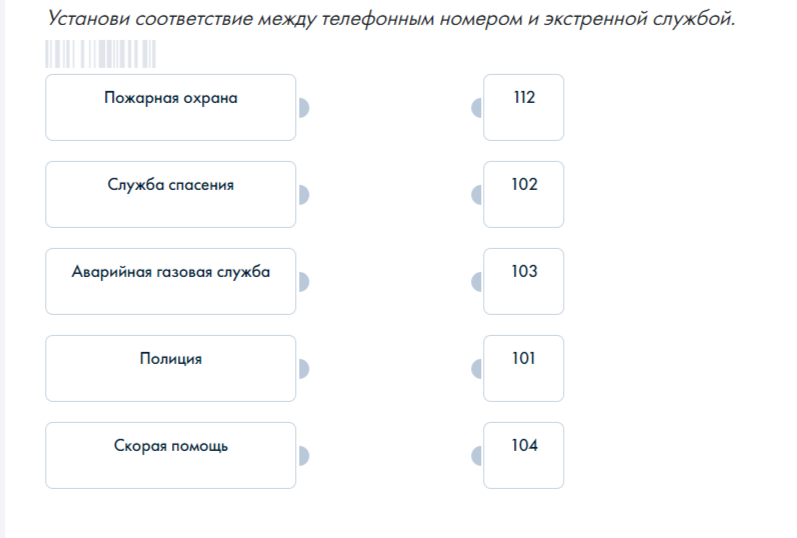 Установи соответствие между телефонным номером и экстренной службой.
Пожарная охрана
112
Служба спасения
102
Аварийная газовая служба
103
Полиция
101
Скорая помощь
104